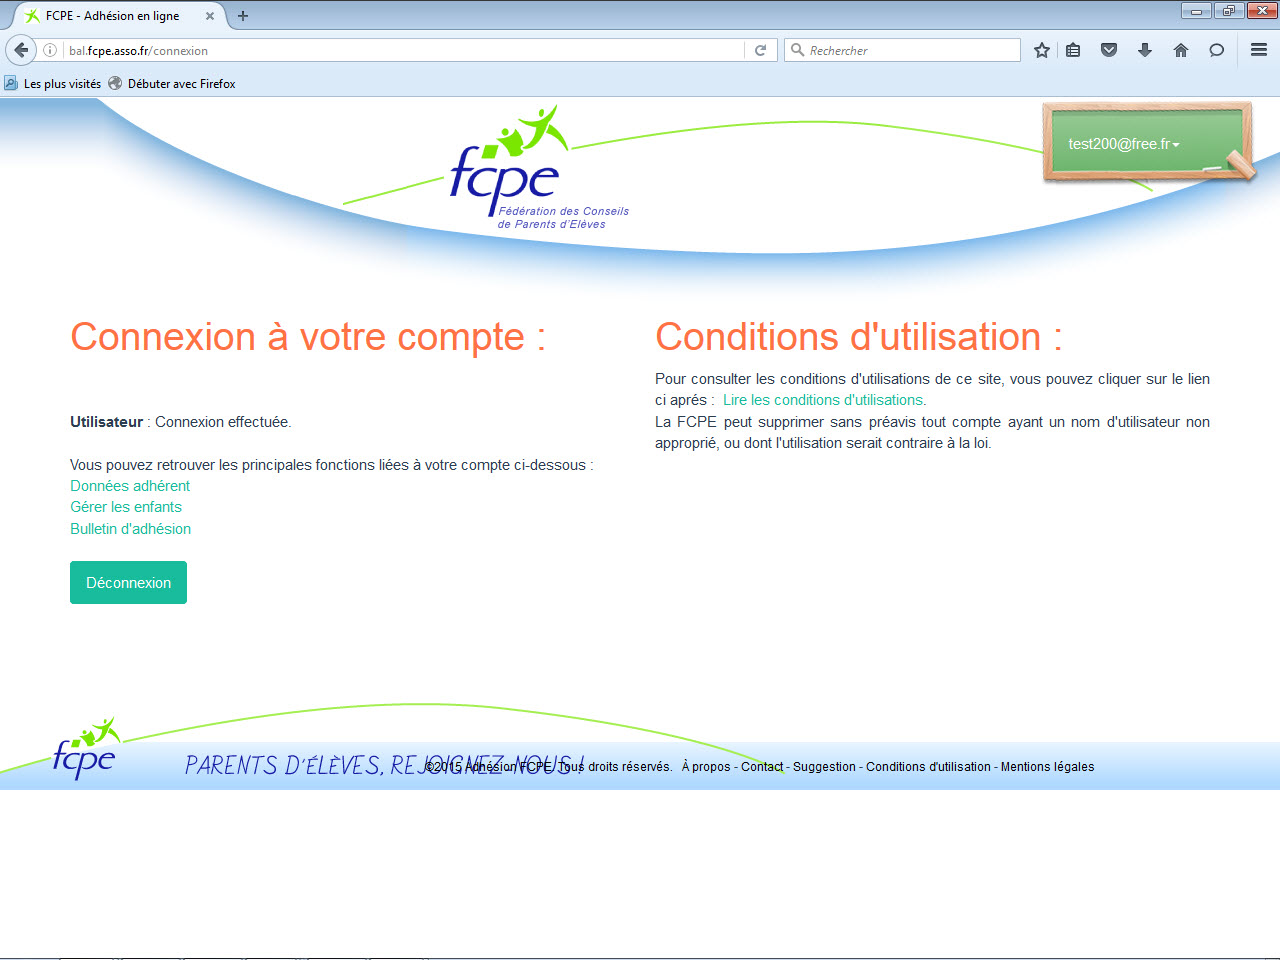 FCPE - Adhésion en ligne
bal.fcpe.asso.fr/connexion
Rechercher
Les plus visités
Débuter avec Firefox
fcpe
Fédération des Conseils
de Parents d'Elèves
test200@free.fr
Connexion à votre compte :
Utilisateur : Connexion effectuée.
Vous pouvez retrouver les principales fonctions liées à votre compte ci-dessous :
Données adhérent
Gérer les enfants
Bulletin d'adhésion
Déconnexion
Conditions d'utilisation :
Pour consulter les conditions d'utilisations de ce site, vous pouvez cliquer sur le lien
ci aprés : Lire les conditions d'utilisations.
La FCPE peut supprimer sans préavis tout compte ayant un nom d'utilisateur non
approprié, ou dont l'utilisation serait contraire à la loi.
fcpe
PARENTS D'ÉLÈVES, REJOIGNEZ-NOUS !
©2015 Adhésion FCPE. Tous droits réservés. À propos - Contact - Suggestion - Conditions d'utilisation - Mentions légales